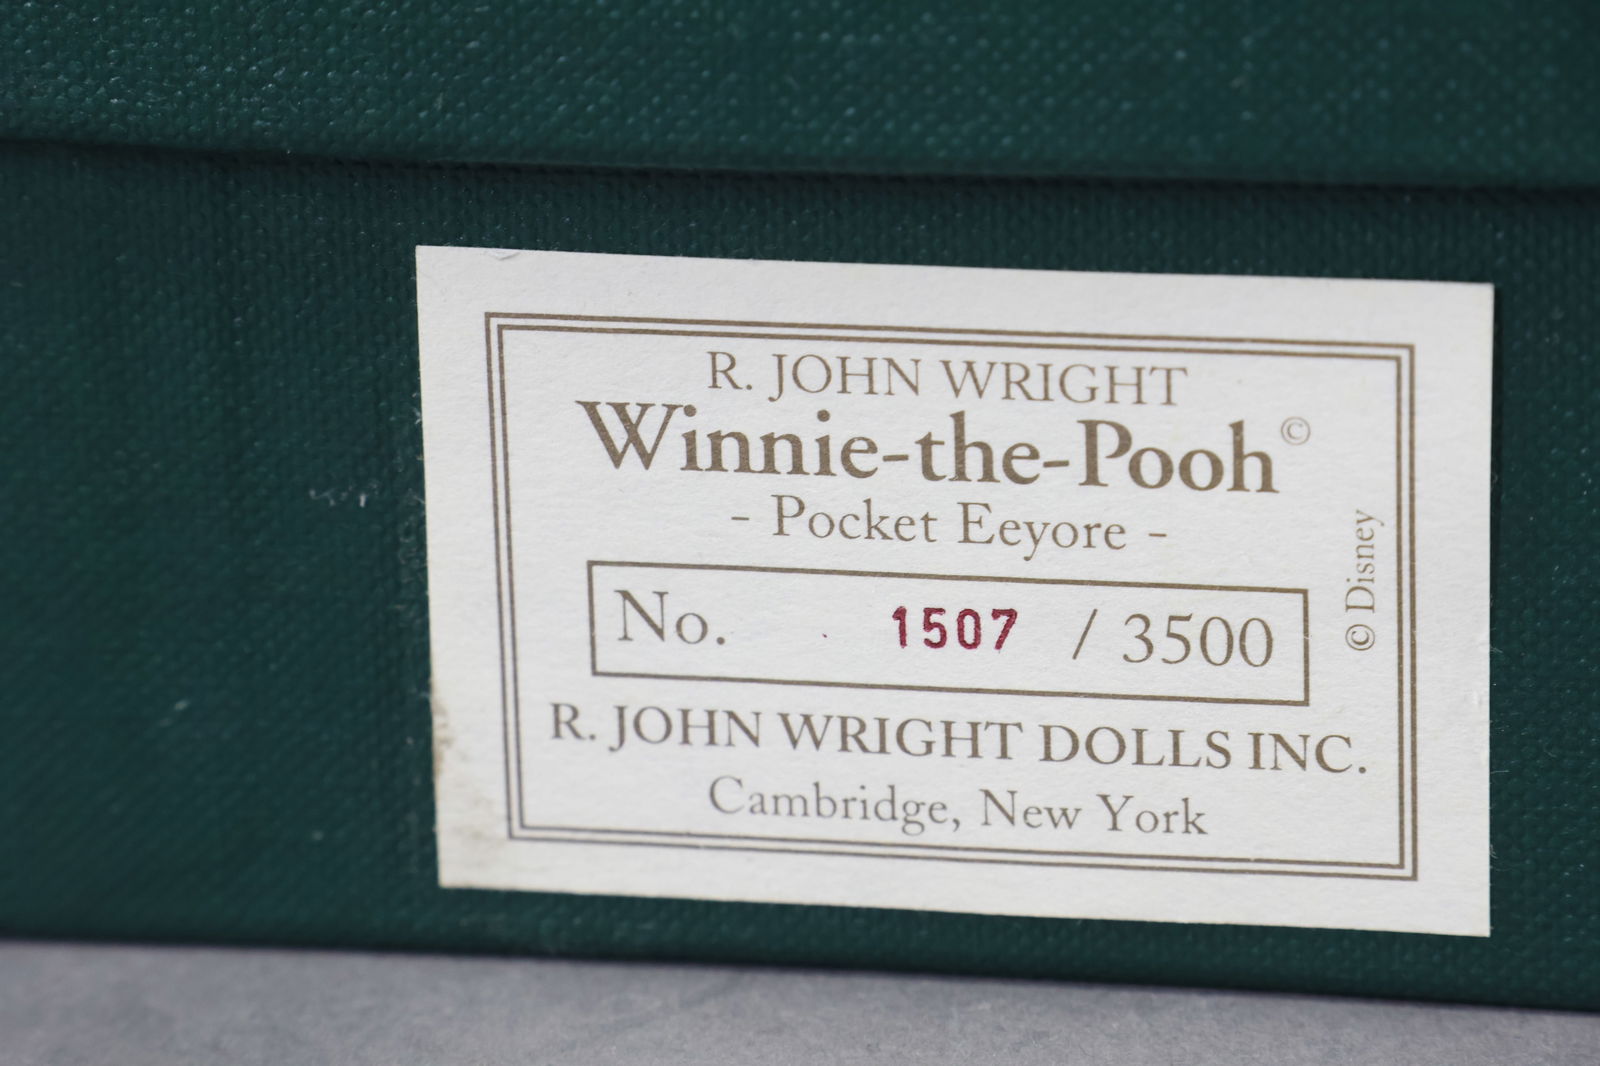 R. JOHN WRIGHT
Winnie-the-Pooh©
- Pocket Eeyore -
No. 1507 / 3500
R. JOHN WRIGHT DOLLS INC.
Cambridge, New York
© Disney